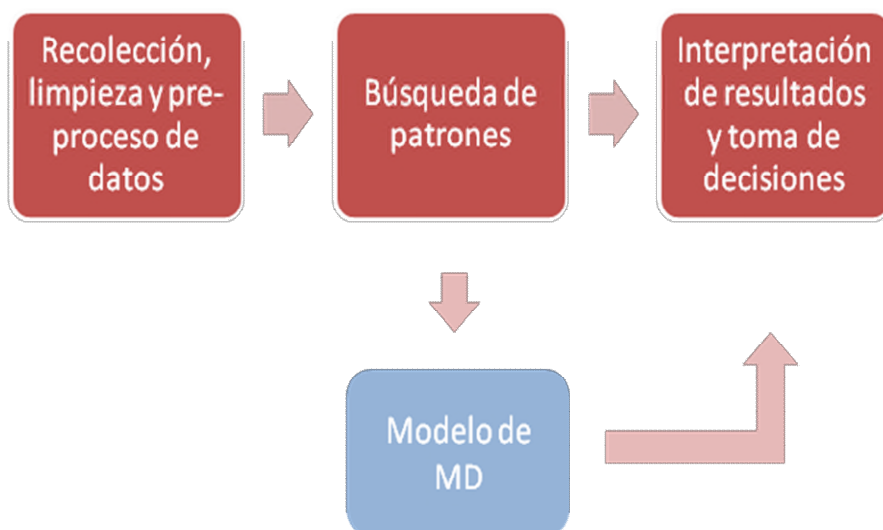 Recolección,
limpieza y pre-
proceso de
datos
Búsqueda de
patrones
Interpretación
de resultados
y toma de
decisiones
Modelo de
MD